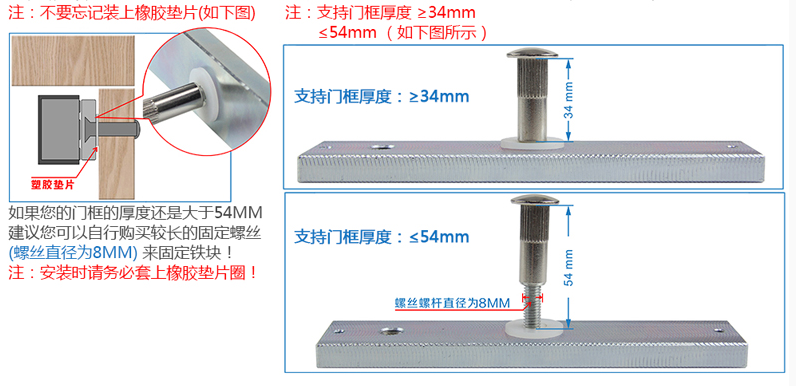 注：不要忘记装上橡胶垫片(如下图)
塑胶垫片
如果您的门框的厚度还是大于54MM
建议您可以自行购买较长的固定螺丝
(螺丝直径为8MM) 来固定铁块！
注：安装时请务必套上橡胶垫片圈！
注：支持门框厚度 ≥34mm
≤54mm（如下图所示）
支持门框厚度：≥34mm
34 mm
支持门框厚度：≤54mm
54 mm
螺丝螺杆直径为8MM